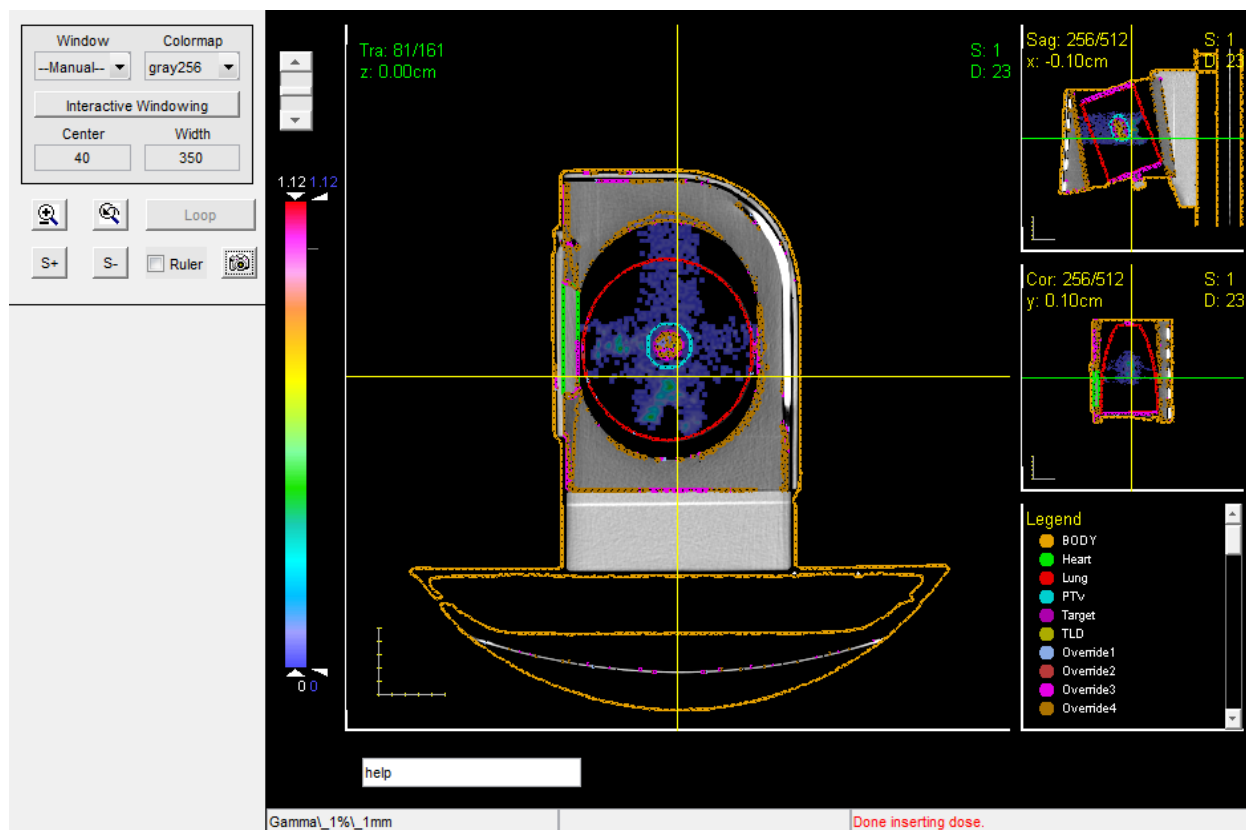 Window Colormap
--Manual-- gray256
Interactive Windowing
Center Width
40 350
Loop
S+ S- Ruler
1.12 1.12
0 0
Tra: 81/161 S: 1
z: 0.00cm D: 23
Sag: 256/512 S: 1
x: -0.10cm D: 23
Cor: 256/512 S: 1
y: 0.10cm D: 23
Legend
BODY
Heart
Lung
PTv
Target
TLD
Override1
Override2
Override3
Override4
help
Gamma\_1%\_1mm Done inserting dose.